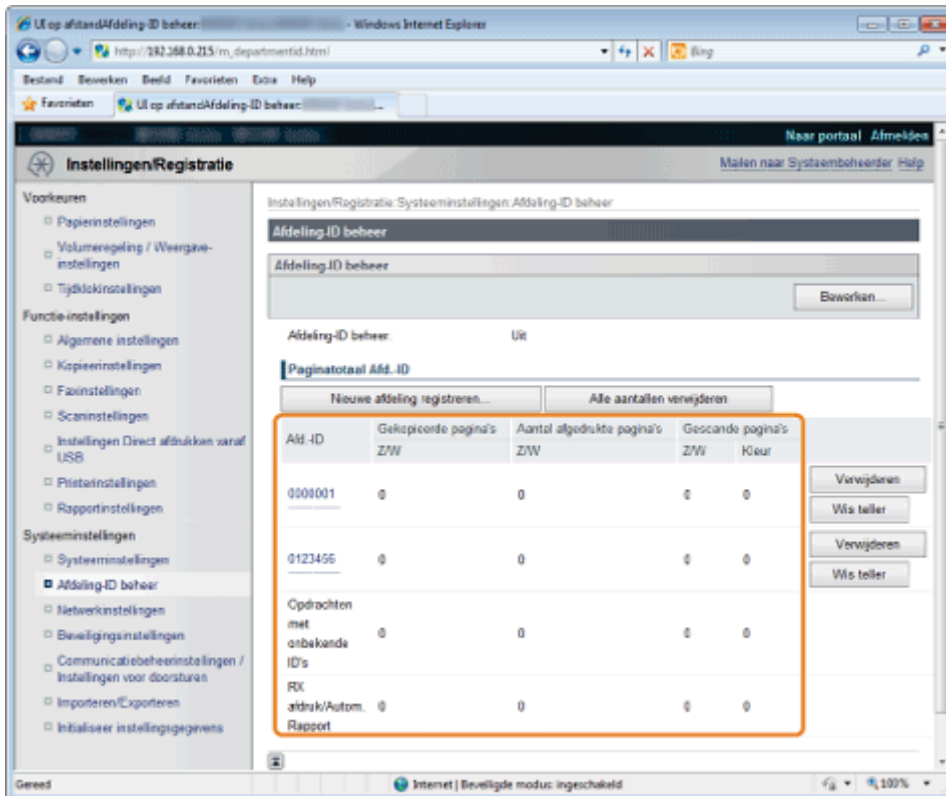 UI op afstandAfdeling-ID beheer: - Windows Internet Explorer
http://192.168.0.215/m_departmentid.html
Bing
Bestand Bewerken Beeld Favorieten Extra Help
Favorieten UI op afstandAfdeling-ID beheer: ...
Naar portaal Afmelden
Instellingen/Registratie
Mailen naar Systeembeheerder Help
Voorkeuren
Papierinstellingen
Volumeregeling / Weergave-
instellingen
Tijdklokinstellingen
Functie-instellingen
Algemene instellingen
Kopieerinstellingen
Faxinstellingen
Scaninstellingen
Instellingen Direct afdrukken vanaf
USB
Printerinstellingen
Rapportinstellingen
Systeeminstellingen
Systeeminstellingen
Afdeling-ID beheer
Netwerkinstellingen
Beveiligingsinstellingen
Communicatiebeheerinstellingen /
Instellingen voor doorsturen
Importeren/Exporteren
Initialiseer instellingsgegevens
Instellingen/Registratie:Systeeminstellingen:Afdeling-ID beheer
Afdeling-ID beheer
Afdeling-ID beheer
Bewerken...
Afdeling-ID beheer: Uit
Paginatotaal Afd.-ID
Nieuwe afdeling registreren... Alle aantallen verwijderen
Afd.-ID Gekopieerde pagina's Aantal afgedrukte pagina's Gescande pagina's
Z/W Z/W Z/W Kleur
0000001 0 0 0 0 Verwijderen
Wis teller
0123456 0 0 0 0 Verwijderen
Wis teller
Opdrachten
met
onbekende
ID's
0 0 0 0
RX
afdruk/Autom. 0 0 0 0
Rapport
Gereed Internet | Beveiligde modus: ingeschakeld 100%